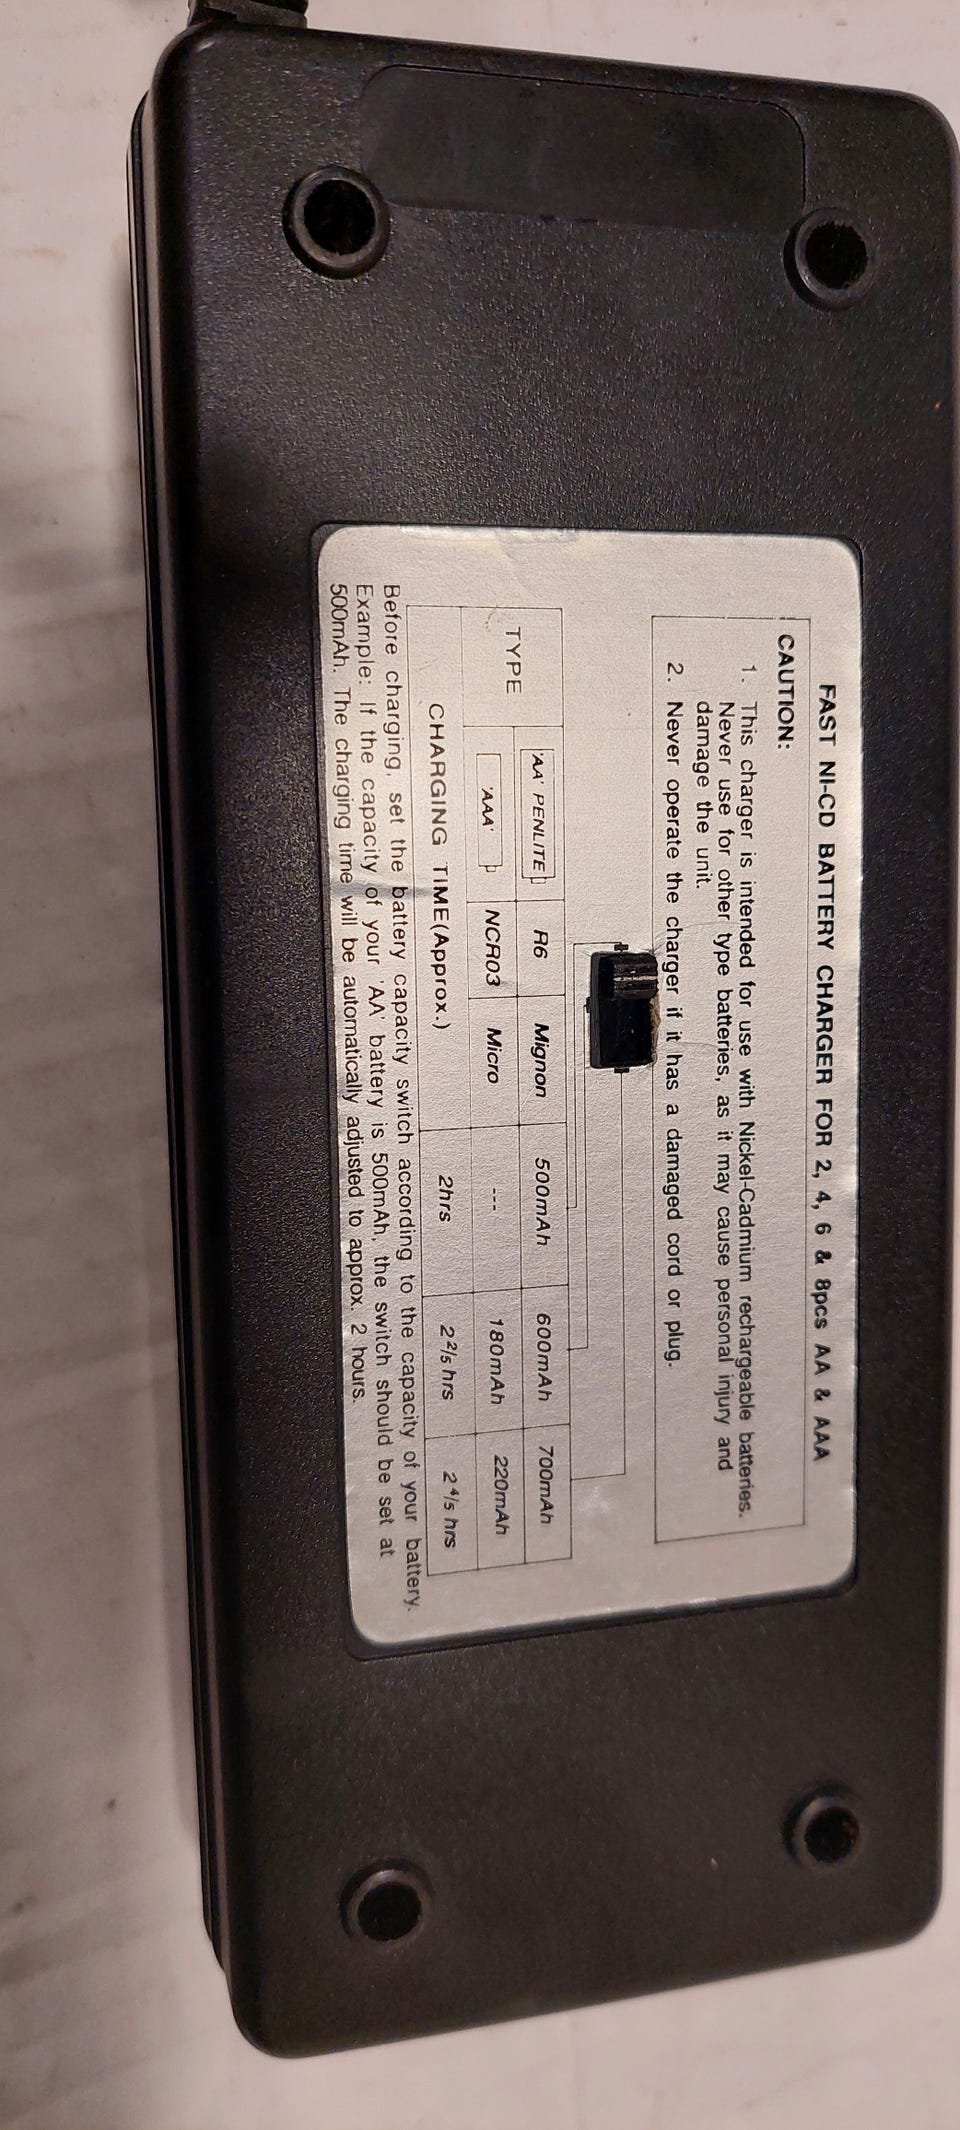 FAST NI-CD BATTERY CHARGER FOR 2, 4, 6 & 8pcs AA & AAA
CAUTION:
1. This charger is intended for use with Nickel-Cadmium rechargeable batteries.
Never use for other type batteries, as it may cause personal injury and
damage the unit.
2. Never operate the charger if it has a damaged cord or plug.
TYPE
'AA' PENLITE R6 Mignon 500mAh 600mAh 700mAh
'AAA' NCR03 Micro --- 180mAh 220mAh
CHARGING TIME(Approx.) 2hrs 2 2/5 hrs 2 4/5 hrs
Before charging, set the battery capacity switch according to the capacity of your battery.
Example: If the capacity of your 'AA' battery is 500mAh, the switch should be set at
500mAh. The charging time will be automatically adjusted to approx. 2 hours.